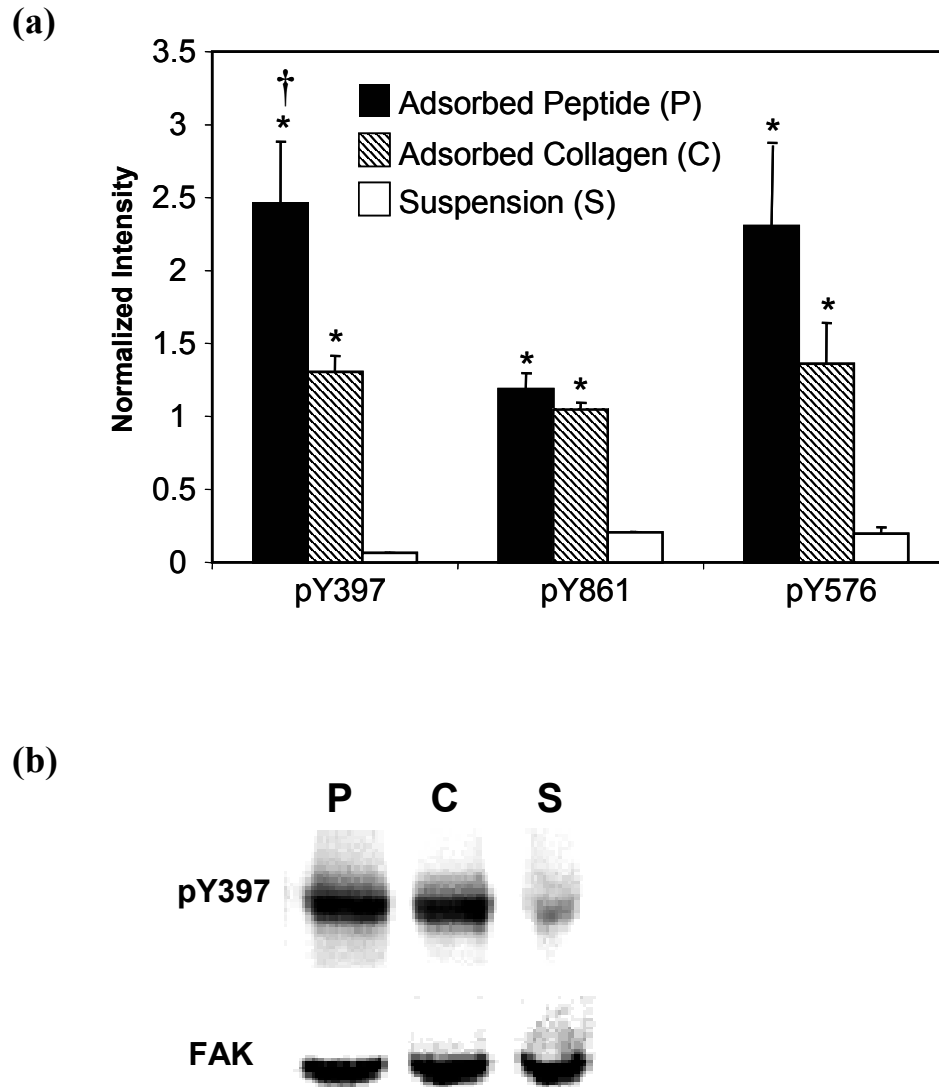 (a)
3.5
3
2.5
2
1.5
1
0.5
0
Normalized Intensity
†
*
*
*
*
*
*
Adsorbed Peptide (P)
Adsorbed Collagen (C)
Suspension (S)
pY397 pY861 pY576
(b)
P C S
pY397
FAK